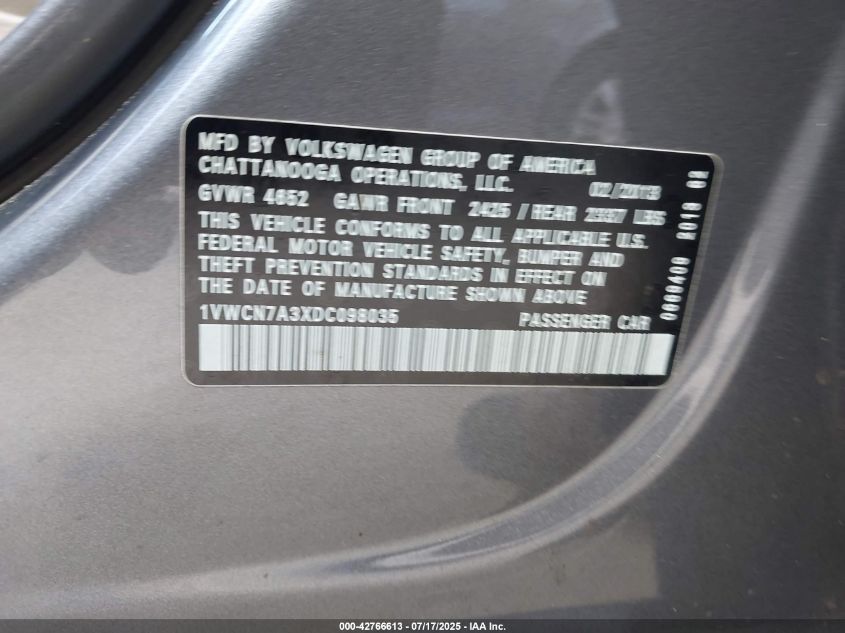 MFD BY VOLKSWAGEN GROUP OF AMERICA
CHATTANOOGA OPERATIONS, LLC. 02/2013
GVWR 4652 GAWR FRONT 2425 / REAR LBS
THIS VEHICLE CONFORMS TO ALL APPLICABLE U.S.
FEDERAL MOTOR VEHICLE SAFETY, BUMPER AND
THEFT PREVENTION STANDARDS IN EFFECT ON
THE DATE OF MANUFACTURE SHOWN ABOVE
1VWCN7A3XDC098035 PASSENGER CAR
000-42766613 / 07/17/2025 - IAA Inc.